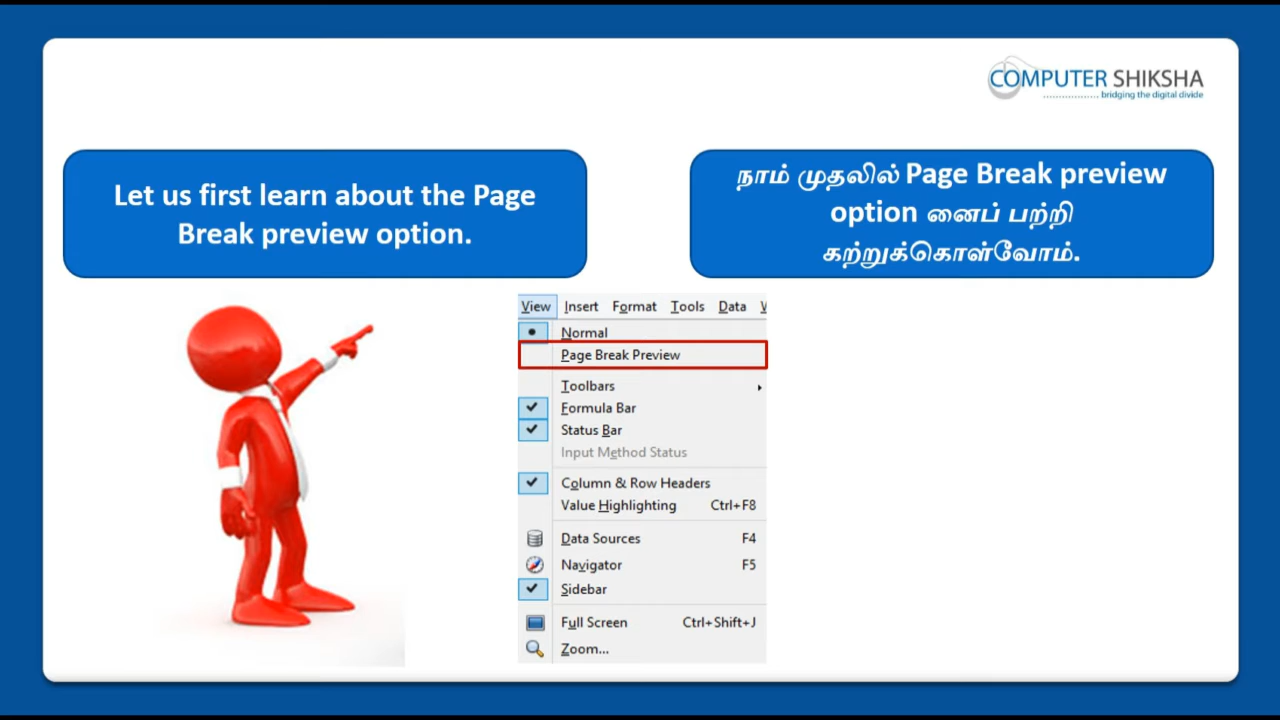 COMPUTER SHIKSHA
bridging the digital divide
Let us first learn about the Page
Break preview option.
நாம் முதலில் Page Break preview
option னைப் பற்றி
கற்றுக்கொள்வோம்.
View Insert Format Tools Data
Normal
Page Break Preview
Toolbars
Formula Bar
Status Bar
Input Method Status
Column & Row Headers
Value Highlighting Ctrl+F8
Data Sources F4
Navigator F5
Sidebar
Full Screen Ctrl+Shift+J
Zoom...